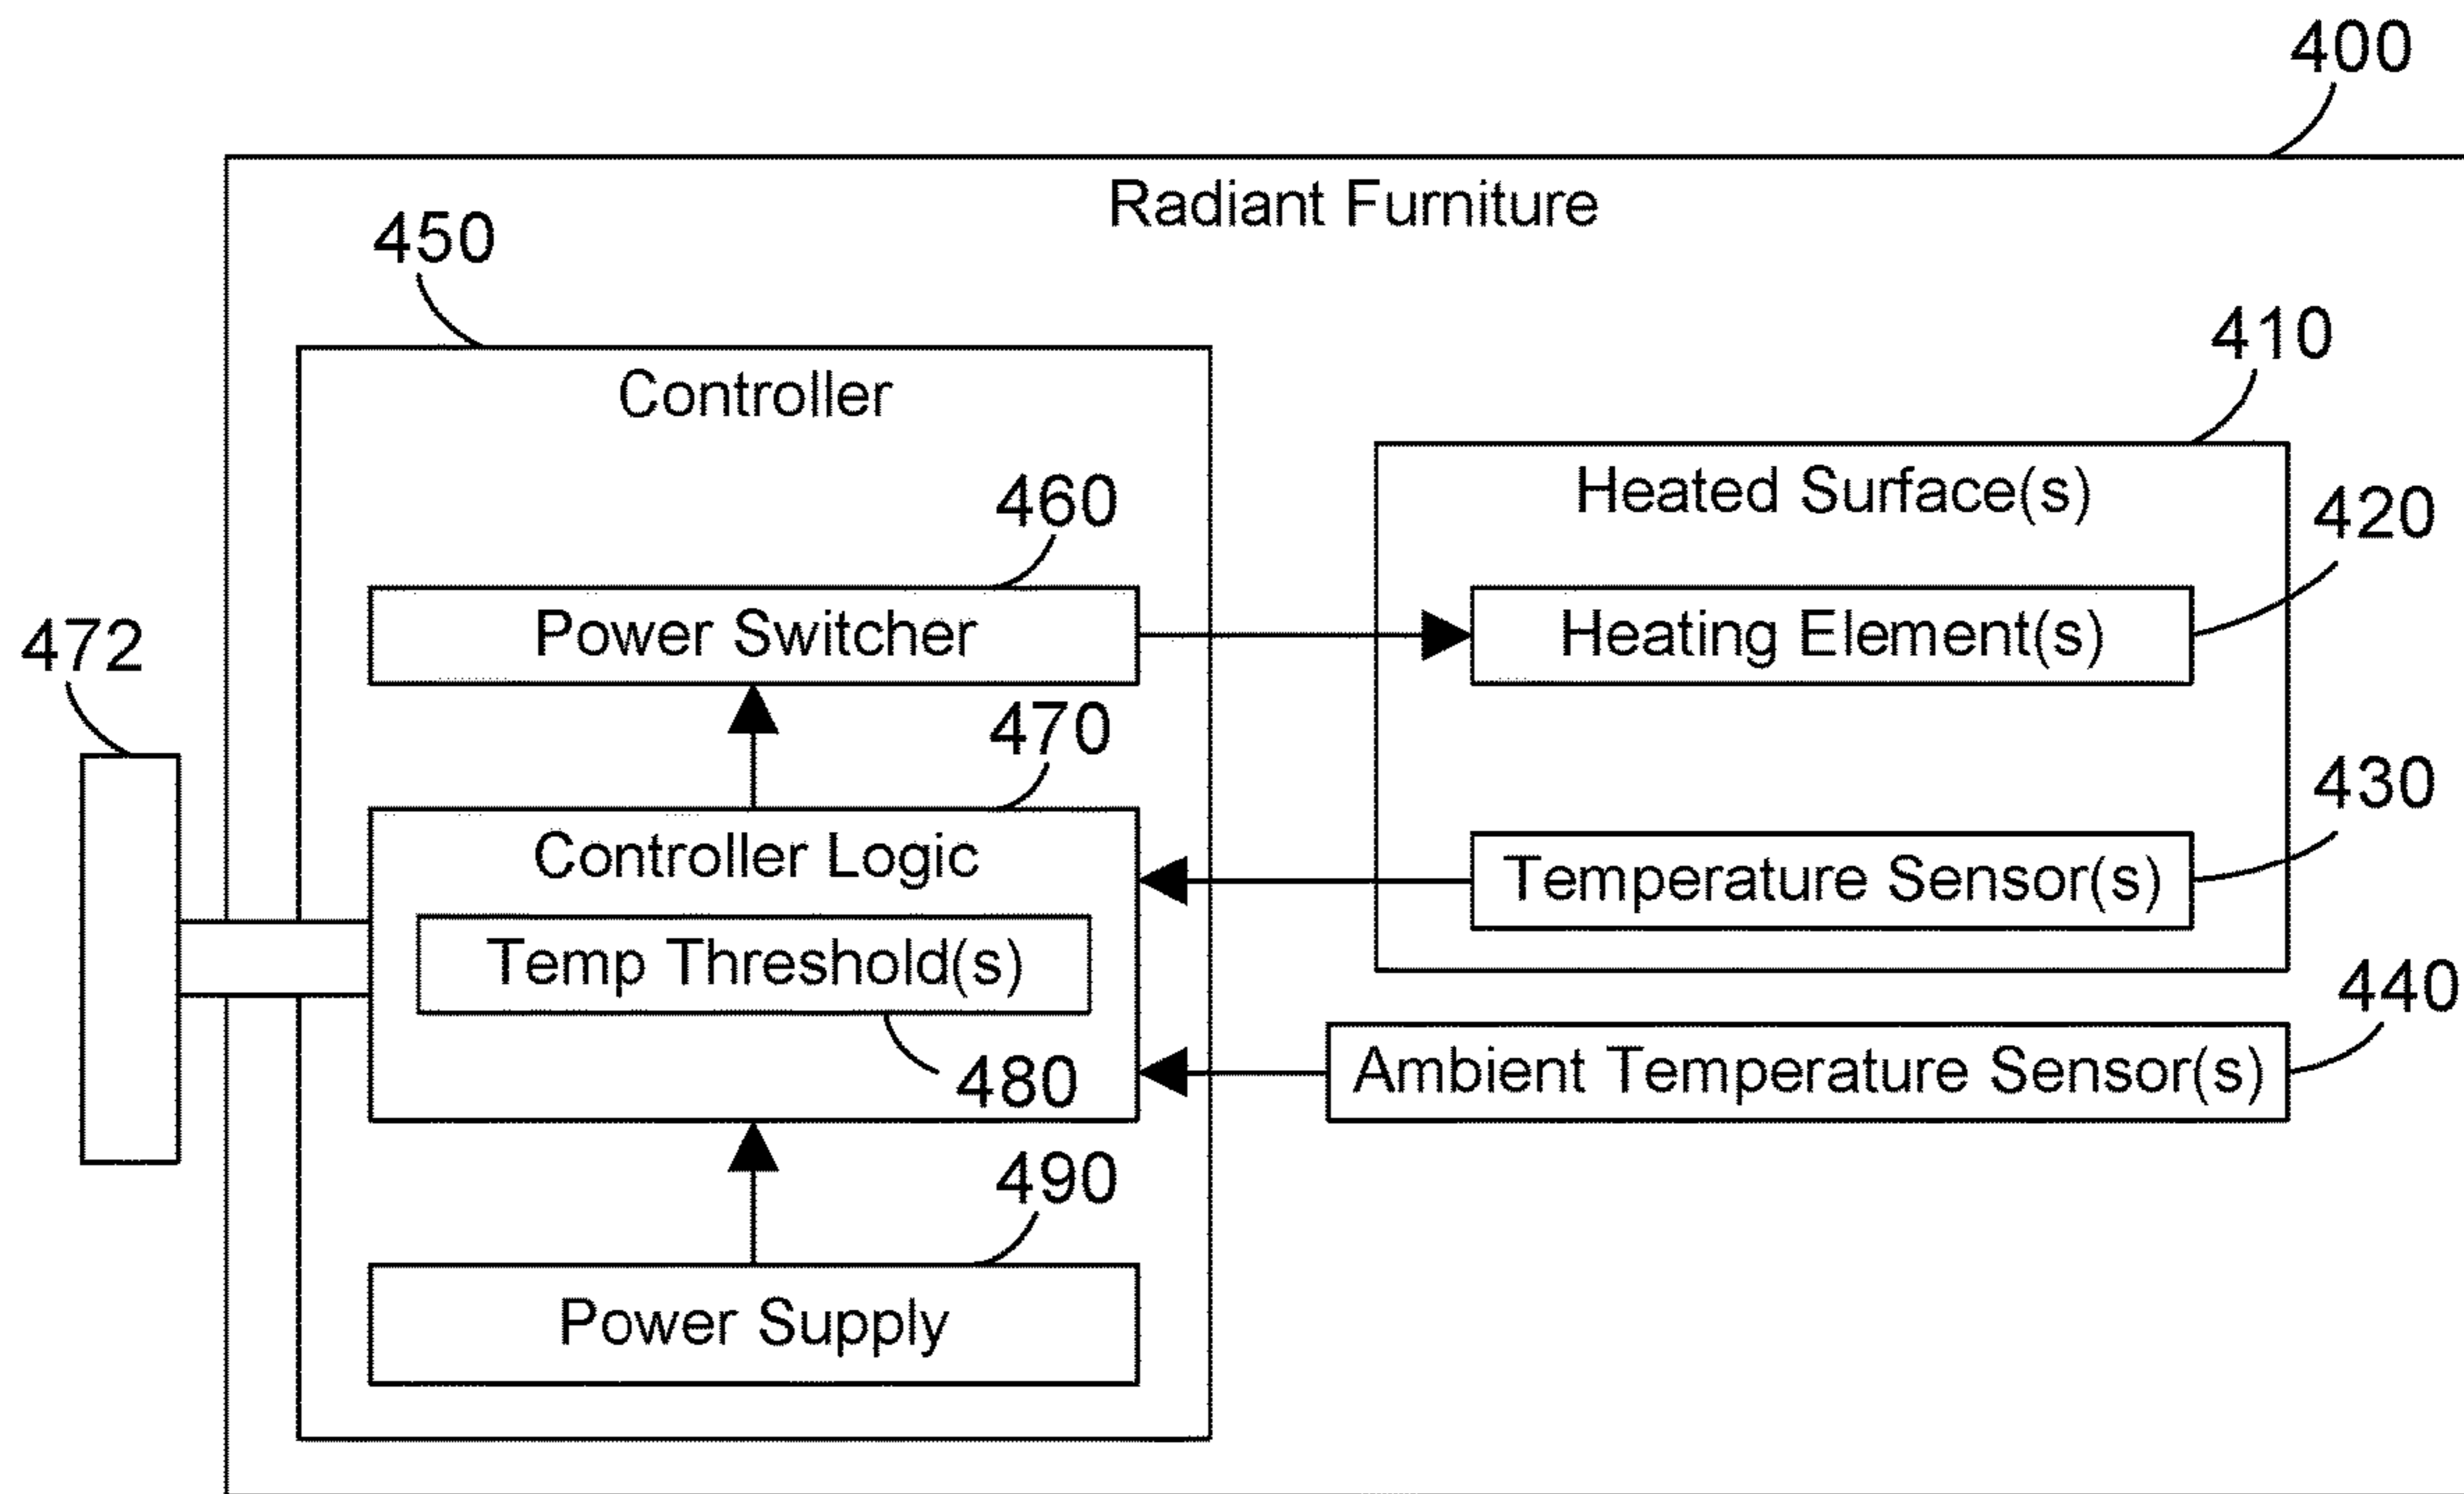 400
Radiant Furniture
450
Controller
410
Heated Surface(s)
460
420
Power Switcher
Heating Element(s)
472
470
430
Controller Logic
Temperature Sensor(s)
Temp Threshold(s)
440
480
Ambient Temperature Sensor(s)
490
Power Supply